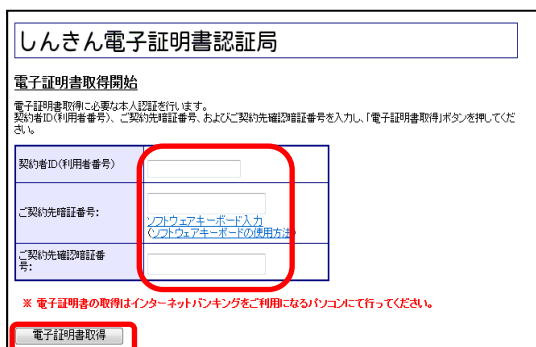 しんきん電子証明書認証局
電子証明書取得開始
電子証明書取得に必要な本人認証を行います。
契約者ID(利用者番号)、ご契約先暗証番号、およびご契約先確認暗証番号を入力し、「電子証明書取得」ボタンを押してくだ
さい。
契約者ID(利用者番号)
ご契約先暗証番号:
ソフトウェアキーボード入力
(ソフトウェアキーボードの使用方法)
ご契約先確認暗証番
号:
※ 電子証明書の取得はインターネットバンキングをご利用になるパソコンにて行ってください。
電子証明書取得